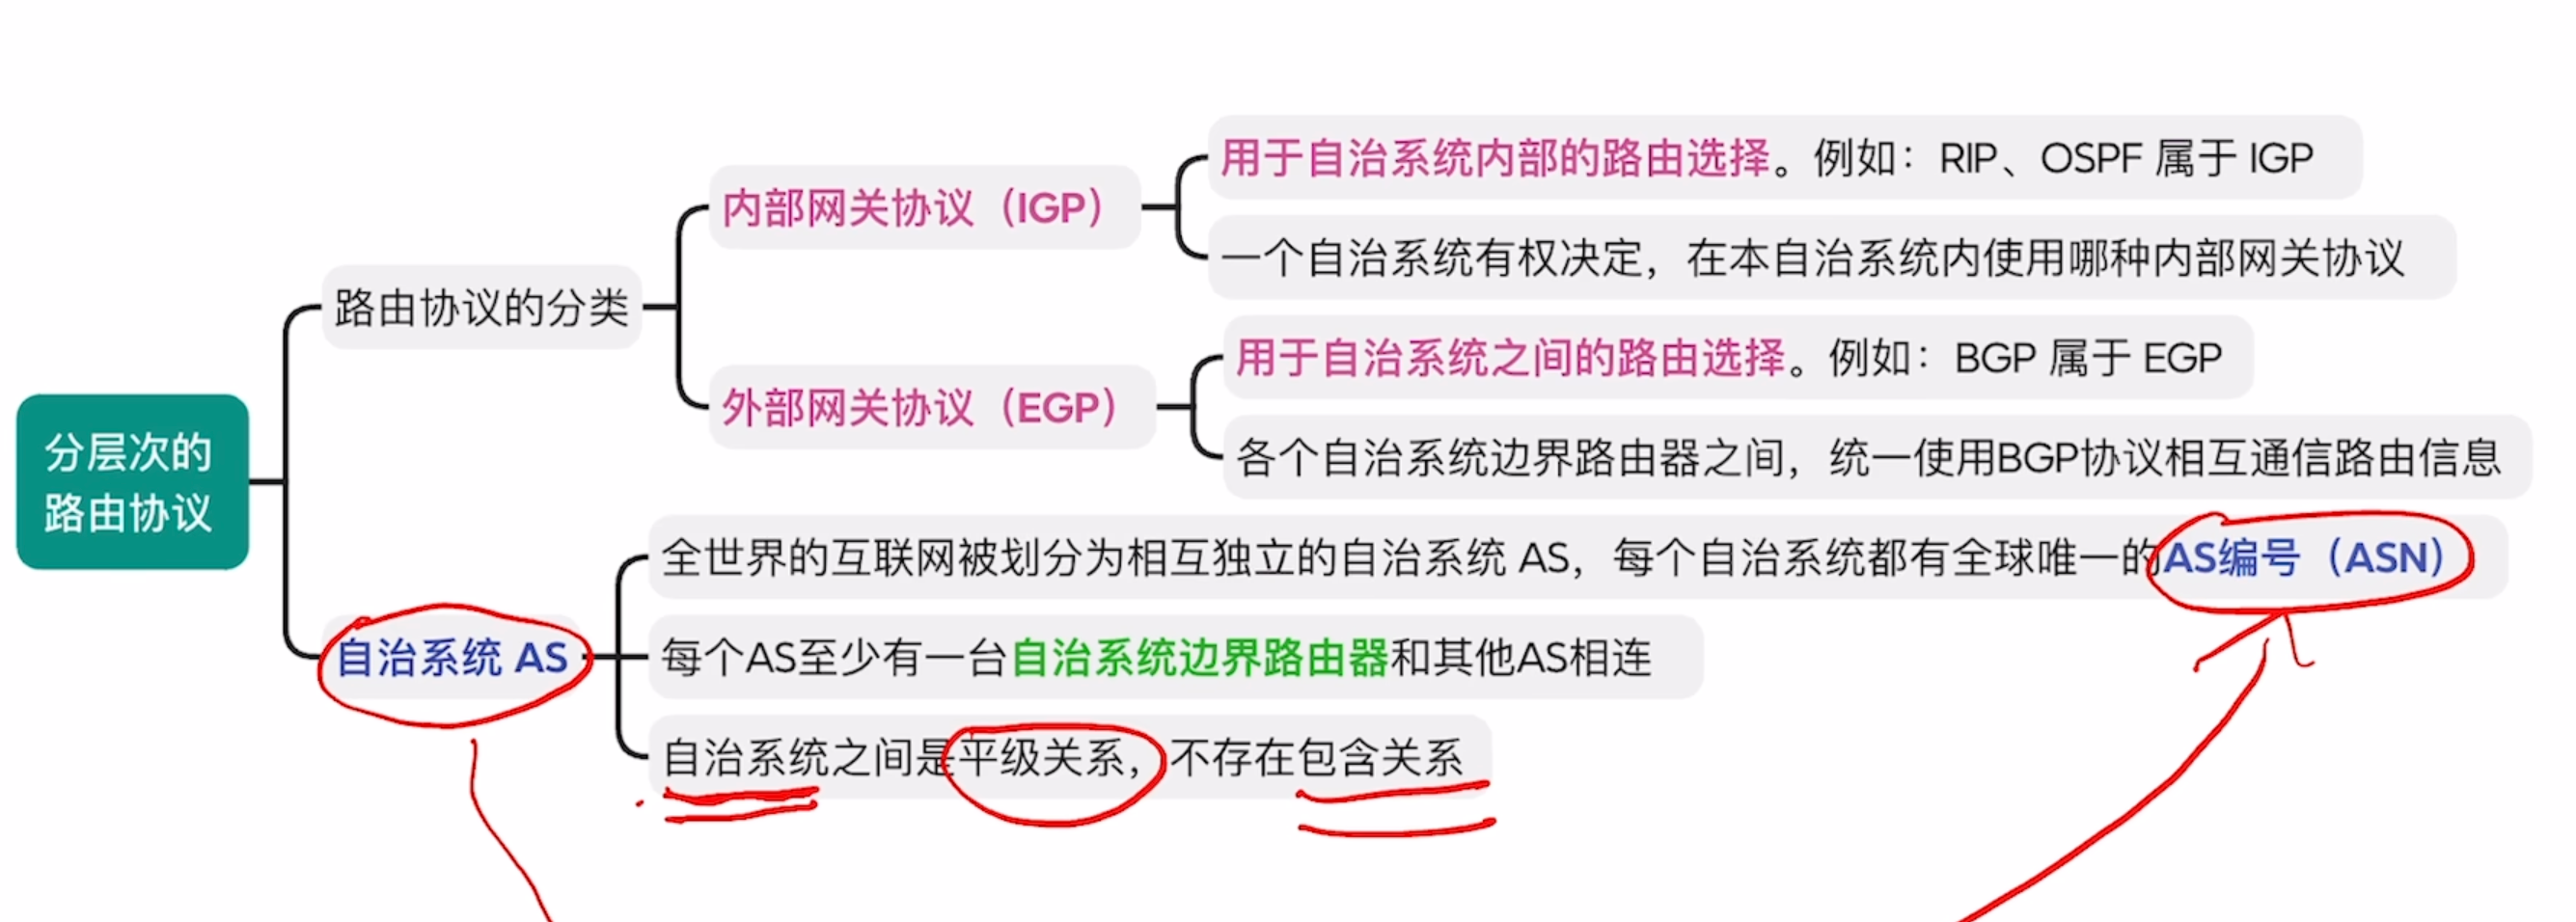 分层次的
路由协议
路由协议的分类
内部网关协议（IGP）
用于自治系统内部的路由选择。例如：RIP、OSPF 属于 IGP
一个自治系统有权决定，在本自治系统内使用哪种内部网关协议
外部网关协议（EGP）
用于自治系统之间的路由选择。例如：BGP 属于 EGP
各个自治系统边界路由器之间，统一使用BGP协议相互通信路由信息
自治系统 AS
全世界的互联网被划分为相互独立的自治系统 AS，每个自治系统都有全球唯一的AS编号（ASN）
每个AS至少有一台自治系统边界路由器和其他AS相连
自治系统之间是平级关系，不存在包含关系